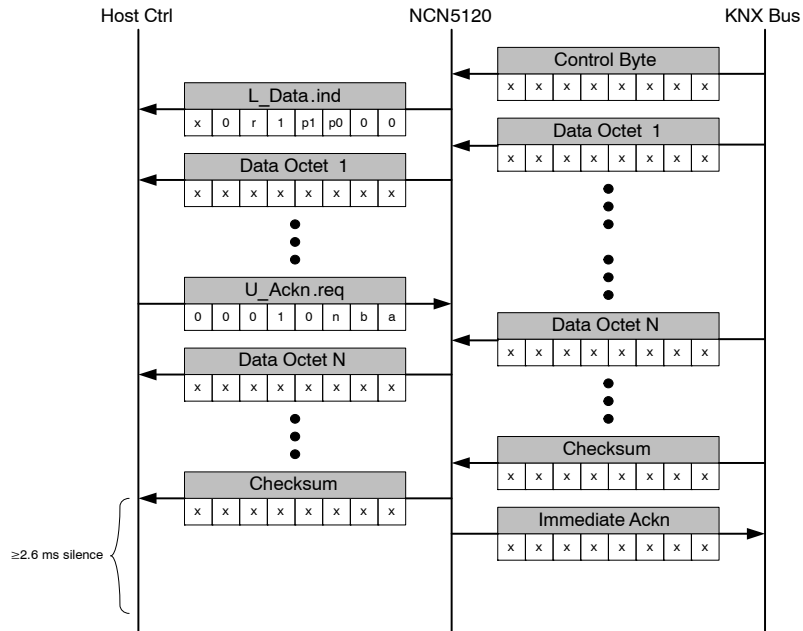 Host Ctrl NCN5120 KNX Bus
Control Byte
x x x x x x x x
L_Data.ind
x 0 r 1 p1 p0 0 0
Data Octet 1
x x x x x x x x
Data Octet 1
x x x x x x x x
U_Ackn.req
0 0 0 1 0 n b a
Data Octet N
x x x x x x x x
Data Octet N
x x x x x x x x
Checksum
x x x x x x x x
Checksum
x x x x x x x x
Immediate Ackn
x x x x x x x x
≥2.6 ms silence